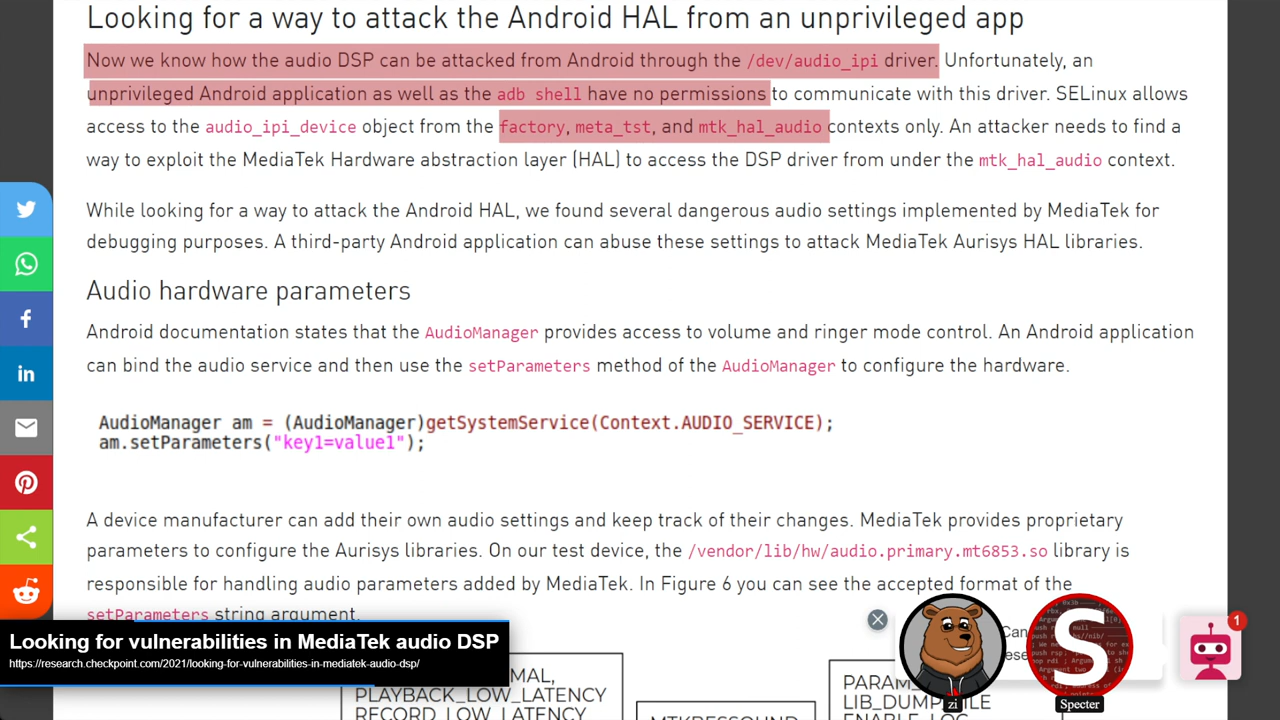 Looking for a way to attack the Android HAL from an unprivileged app
Now we know how the audio DSP can be attacked from Android through the /dev/audio_ipi driver. Unfortunately, an
unprivileged Android application as well as the adb shell have no permissions to communicate with this driver. SELinux allows
access to the audio_ipi_device object from the factory, meta_tst, and mtk_hal_audio contexts only. An attacker needs to find a
way to exploit the MediaTek Hardware abstraction layer (HAL) to access the DSP driver from under the mtk_hal_audio context.
While looking for a way to attack the Android HAL, we found several dangerous audio settings implemented by MediaTek for
debugging purposes. A third-party Android application can abuse these settings to attack MediaTek Aurisys HAL libraries.
Audio hardware parameters
Android documentation states that the AudioManager provides access to volume and ringer mode control. An Android application
can bind the audio service and then use the setParameters method of the AudioManager to configure the hardware.
AudioManager am = (AudioManager)getSystemService(Context.AUDIO_SERVICE);
am.setParameters("key1=value1");
A device manufacturer can add their own audio settings and keep track of their changes. MediaTek provides proprietary
parameters to configure the Aurisys libraries. On our test device, the /vendor/lib/hw/audio.primary.mt6853.so library is
responsible for handling audio parameters added by MediaTek. In Figure 6 you can see the accepted format of the
setParameters string argument.
Looking for vulnerabilities in MediaTek audio DSP
https://research.checkpoint.com/2021/looking-for-vulnerabilities-in-mediatek-audio-dsp/
PLAYBACK_LOW_LATENCY
zi
S
Specter
1
in